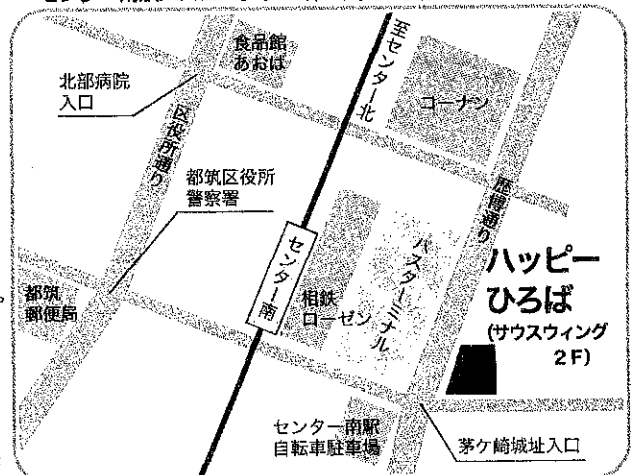 食品館
あおば
至センター北
コーナン
北部病院
入口
区役所通り
都筑区役所
警察署
歴博通り
センター南
相鉄
ローゼン
バスターミナル
ハッピー
ひろば
(サウスウィング
2F)
都筑
郵便局
センター南駅
自転車駐車場
茅ケ崎城址入口